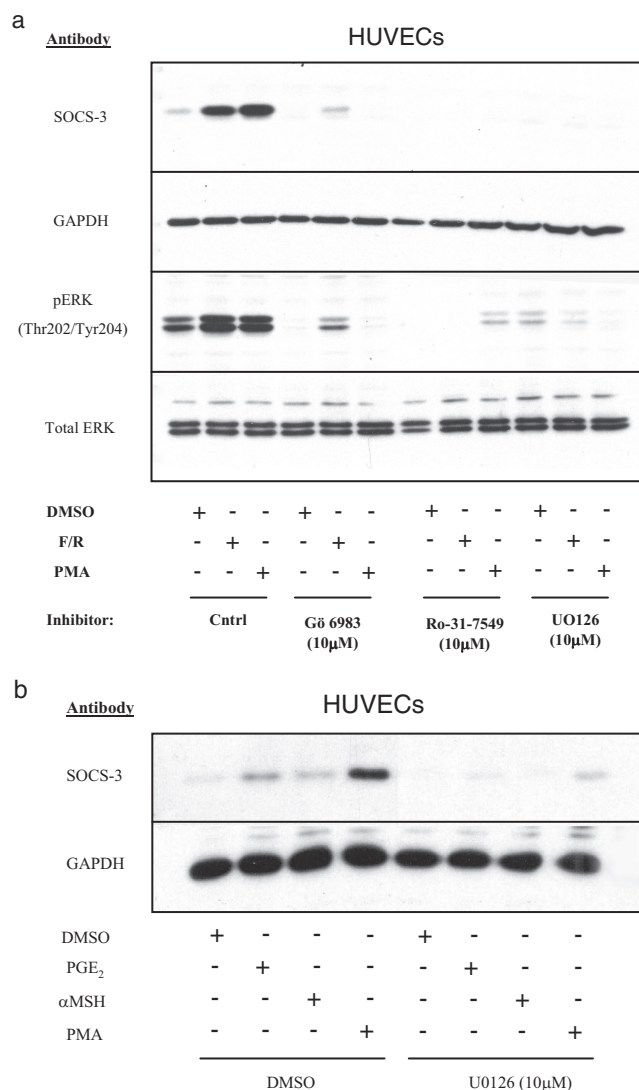 a
Antibody HUVECs
SOCS-3
GAPDH
pERK
(Thr202/Tyr204)
Total ERK
DMSO + - - + - - + - - + - -
F/R - + - - + - - + - - + -
PMA - - + - - + - - + - - +
Inhibitor: Cntrl Gö 6983 Ro-31-7549 UO126
(10µM) (10µM) (10µM)
b
Antibody HUVECs
SOCS-3
GAPDH
DMSO + - - - + - - -
PGE₂ - + - - - + - -
αMSH - - + - - - + -
PMA - - - + - - - +
DMSO U0126 (10µM)